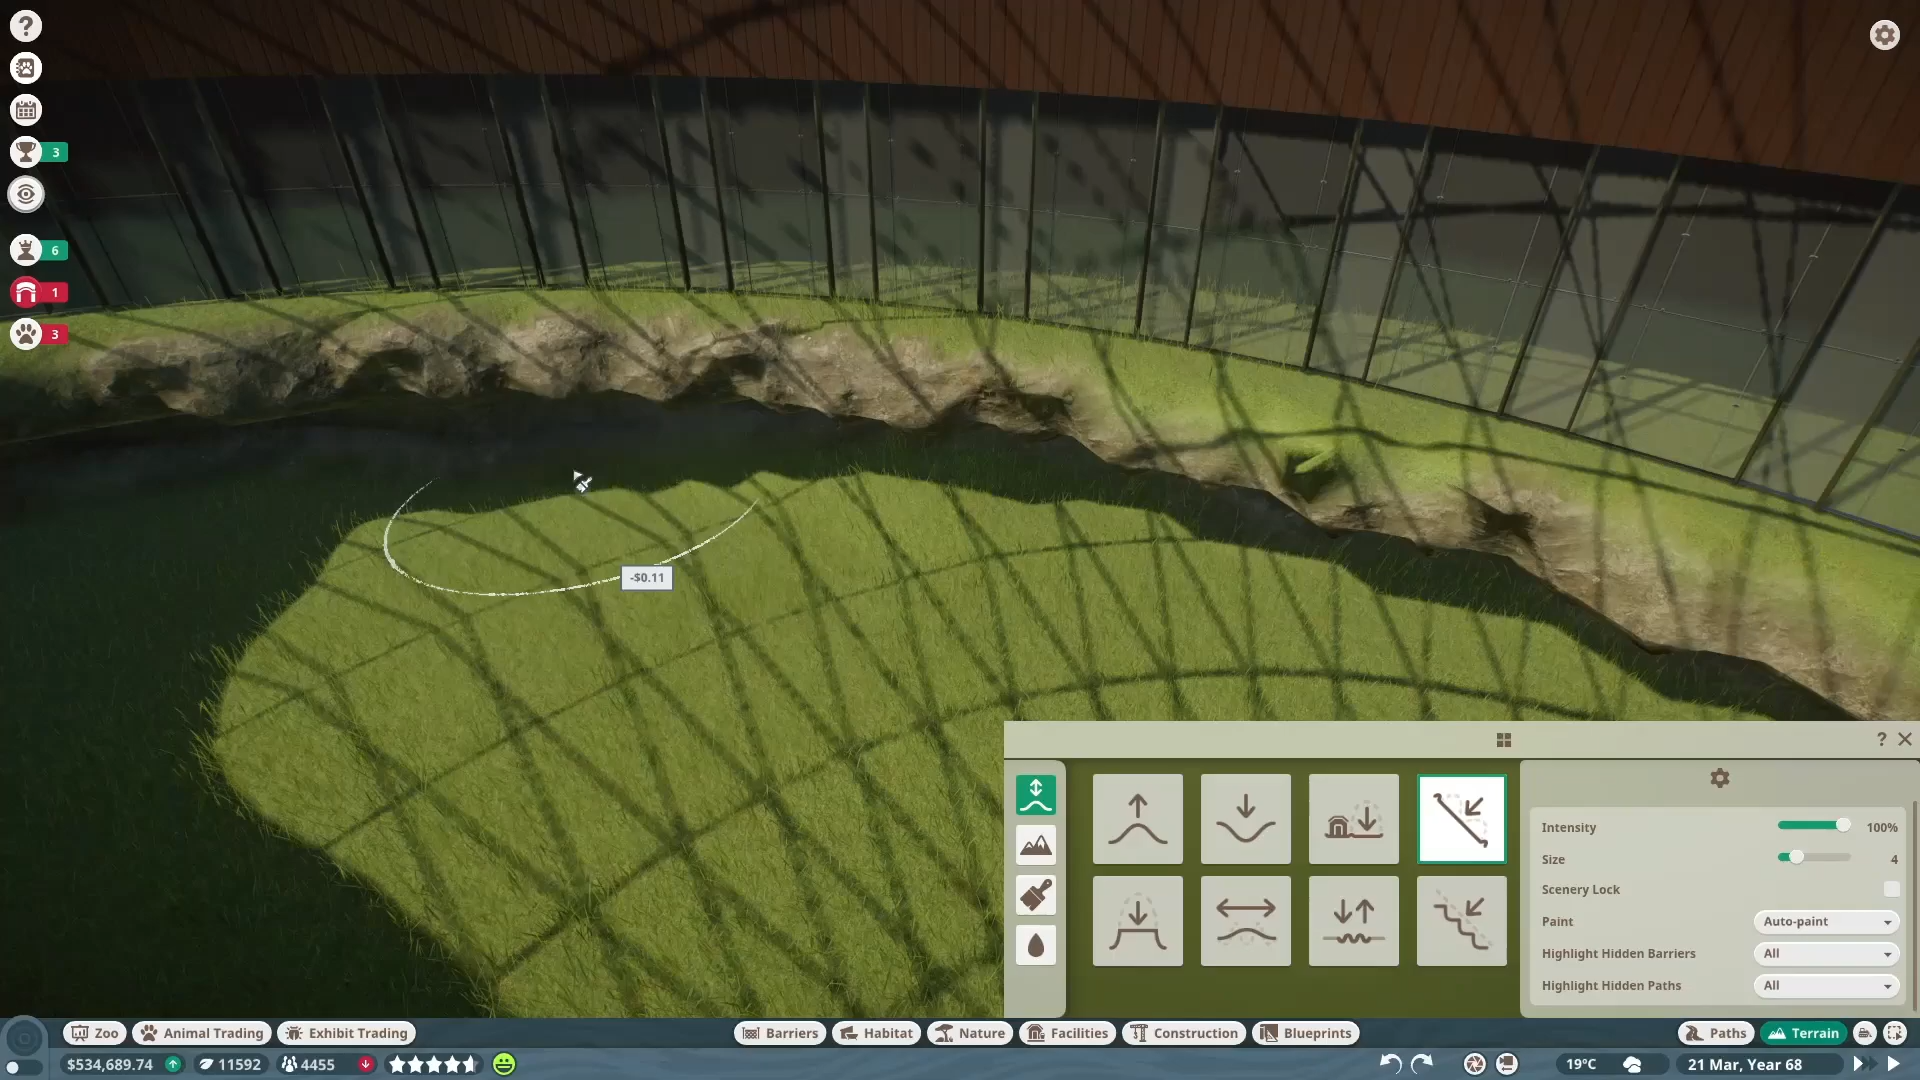 ?
3
6
1
3
-$0.11
?
Intensity 100%
Size 4
Scenery Lock
Paint Auto-paint
Highlight Hidden Barriers All
Highlight Hidden Paths All
Zoo Animal Trading Exhibit Trading Barriers Habitat Nature Facilities Construction Blueprints Paths Terrain
$534,689.74 11592 4455 19°C 21 Mar, Year 68